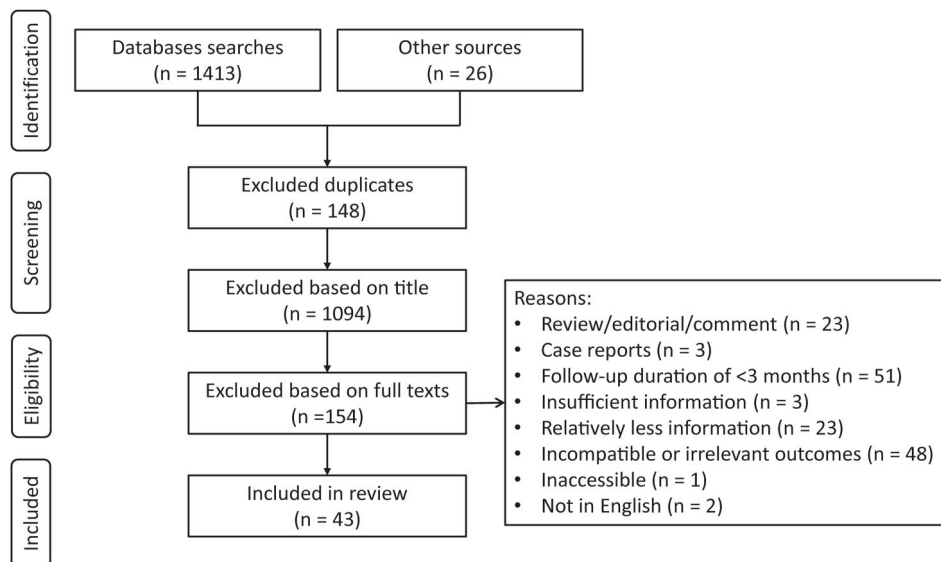 Identification
Databases searches
(n = 1413)
Other sources
(n = 26)
Screening
Excluded duplicates
(n = 148)
Excluded based on title
(n = 1094)
Eligibility
Excluded based on full texts
(n =154)
Reasons:
• Review/editorial/comment (n = 23)
• Case reports (n = 3)
• Follow-up duration of <3 months (n = 51)
• Insufficient information (n = 3)
• Relatively less information (n = 23)
• Incompatible or irrelevant outcomes (n = 48)
• Inaccessible (n = 1)
• Not in English (n = 2)
Included
Included in review
(n = 43)